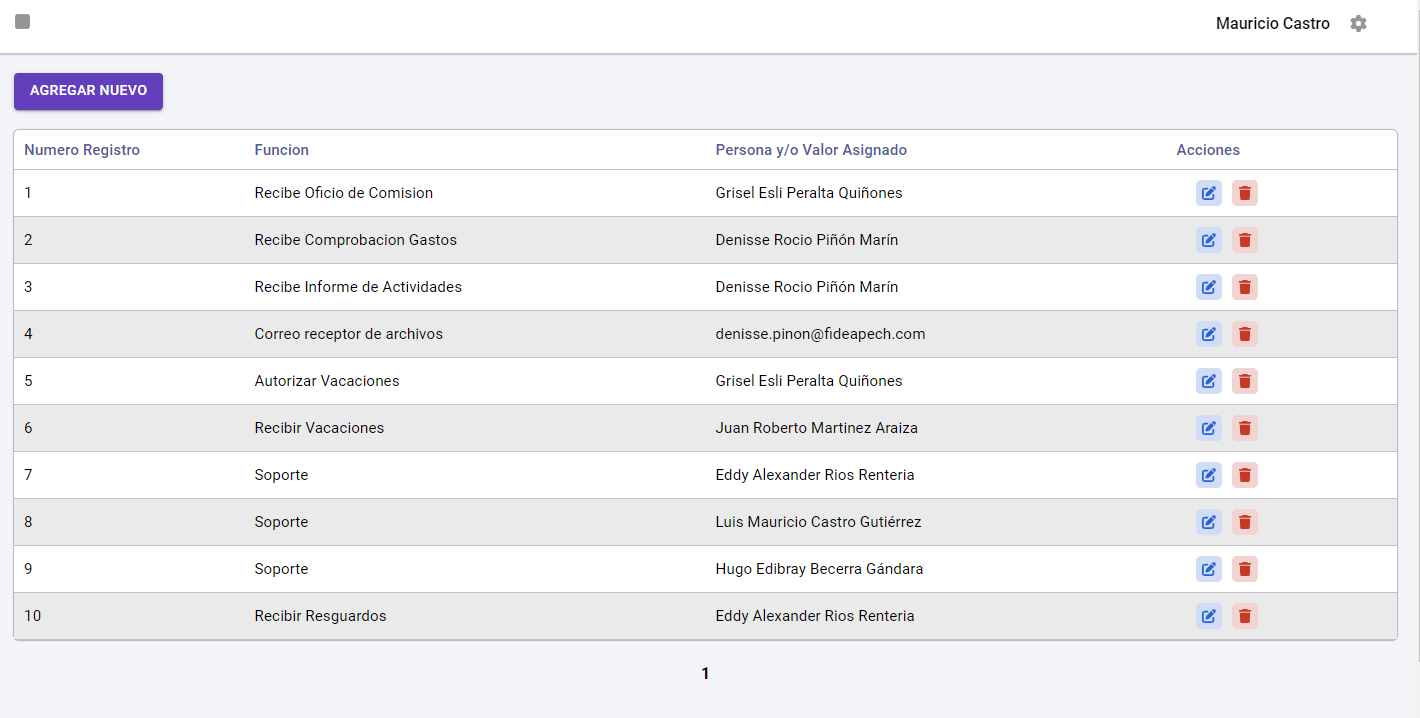 Mauricio Castro
AGREGAR NUEVO
Numero Registro Funcion Persona y/o Valor Asignado Acciones
1 Recibe Oficio de Comision Grisel Esli Peralta Quiñones
2 Recibe Comprobacion Gastos Denisse Rocio Piñón Marín
3 Recibe Informe de Actividades Denisse Rocio Piñón Marín
4 Correo receptor de archivos denisse.pinon@fideapech.com
5 Autorizar Vacaciones Grisel Esli Peralta Quiñones
6 Recibir Vacaciones Juan Roberto Martinez Araiza
7 Soporte Eddy Alexander Rios Renteria
8 Soporte Luis Mauricio Castro Gutiérrez
9 Soporte Hugo Edibray Becerra Gándara
10 Recibir Resguardos Eddy Alexander Rios Renteria
1